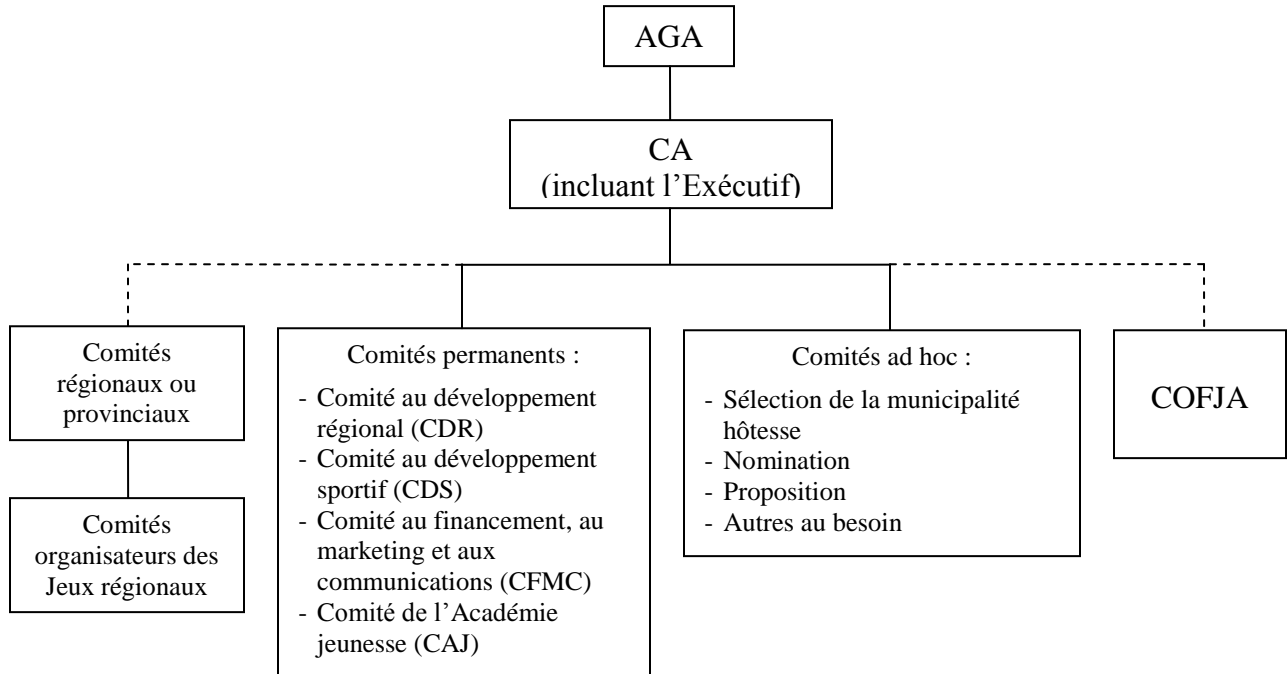 AGA
CA
(incluant l’Exécutif)
Comités
régionaux ou
provinciaux
Comités
organisateurs des
Jeux régionaux
Comités permanents :
- Comité au développement
régional (CDR)
- Comité au développement
sportif (CDS)
- Comité au financement, au
marketing et aux
communications (CFMC)
- Comité de l’Académie
jeunesse (CAJ)
Comités ad hoc :
- Sélection de la municipalité
hôtesse
- Nomination
- Proposition
- Autres au besoin
COFJA